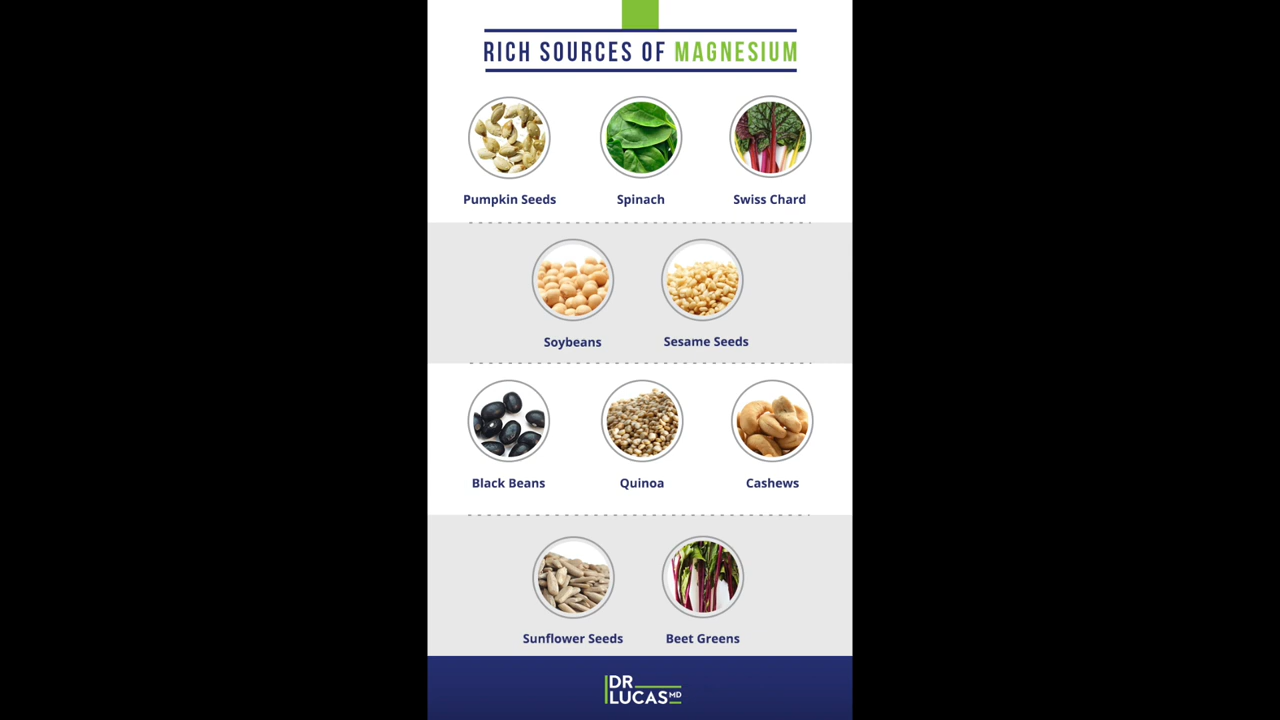 RICH SOURCES OF MAGNESIUM
Pumpkin Seeds
Spinach
Swiss Chard
Soybeans
Sesame Seeds
Black Beans
Quinoa
Cashews
Sunflower Seeds
Beet Greens
DR
LUCAS MD